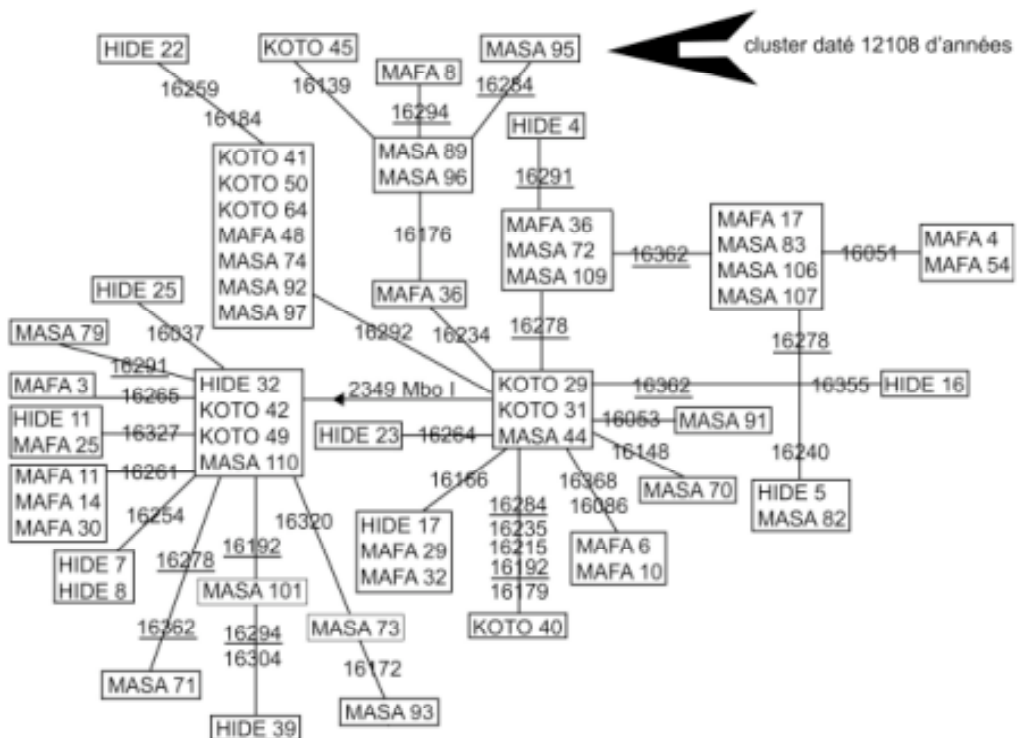 HIDE 22
KOTO 45
MASA 95
cluster daté 12108 d'années
MAFA 8
16259
16139
16284
16184
16294
HIDE 4
KOTO 41
KOTO 50
KOTO 64
MAFA 48
MASA 74
MASA 92
MASA 97
MASA 89
MASA 96
16291
16176
MAFA 36
MASA 72
MASA 109
16362
MAFA 17
MASA 83
MASA 106
MASA 107
16051
MAFA 4
MAFA 54
HIDE 25
MAFA 36
16037
16292
16234
16278
16278
MASA 79
16291
MAFA 3
16265
HIDE 11
MAFA 25
16327
MAFA 11
MAFA 14
MAFA 30
16261
HIDE 32
KOTO 42
KOTO 49
MASA 110
2349 Mbo I
KOTO 29
KOTO 31
MASA 44
16362
16355
HIDE 16
16053
MASA 91
HIDE 23
16264
16148
MASA 70
16240
HIDE 5
MASA 82
16254
HIDE 7
HIDE 8
16278
16362
MASA 71
16192
MASA 101
16294
16304
HIDE 39
16320
MASA 73
16172
MASA 93
16166
HIDE 17
MAFA 29
MAFA 32
16284
16235
16215
16192
16179
KOTO 40
16368
16086
MAFA 6
MAFA 10